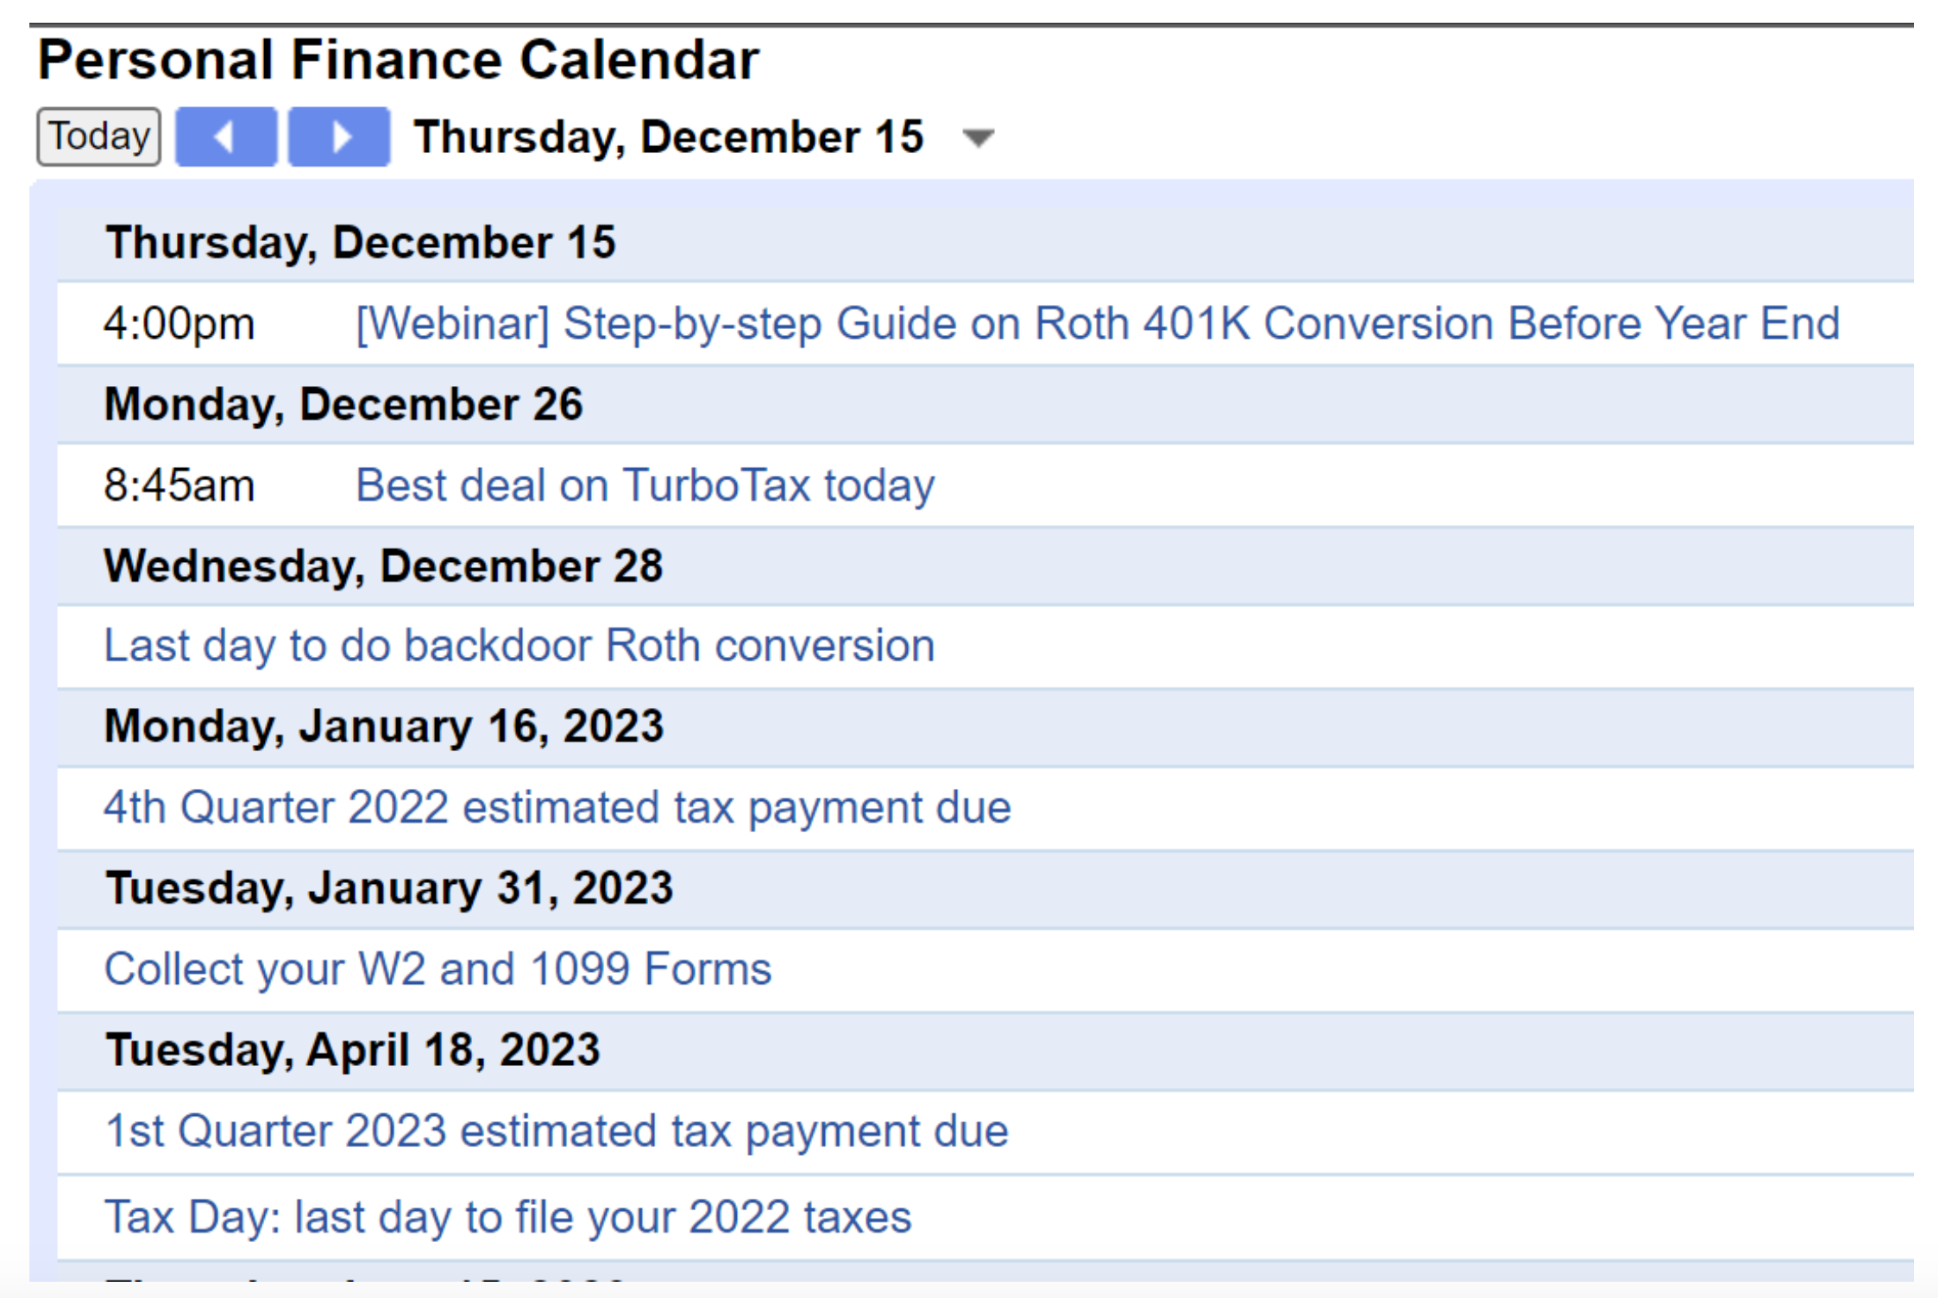 Personal Finance Calendar
Today Thursday, December 15
Thursday, December 15
4:00pm [Webinar] Step-by-step Guide on Roth 401K Conversion Before Year End
Monday, December 26
8:45am Best deal on TurboTax today
Wednesday, December 28
Last day to do backdoor Roth conversion
Monday, January 16, 2023
4th Quarter 2022 estimated tax payment due
Tuesday, January 31, 2023
Collect your W2 and 1099 Forms
Tuesday, April 18, 2023
1st Quarter 2023 estimated tax payment due
Tax Day: last day to file your 2022 taxes